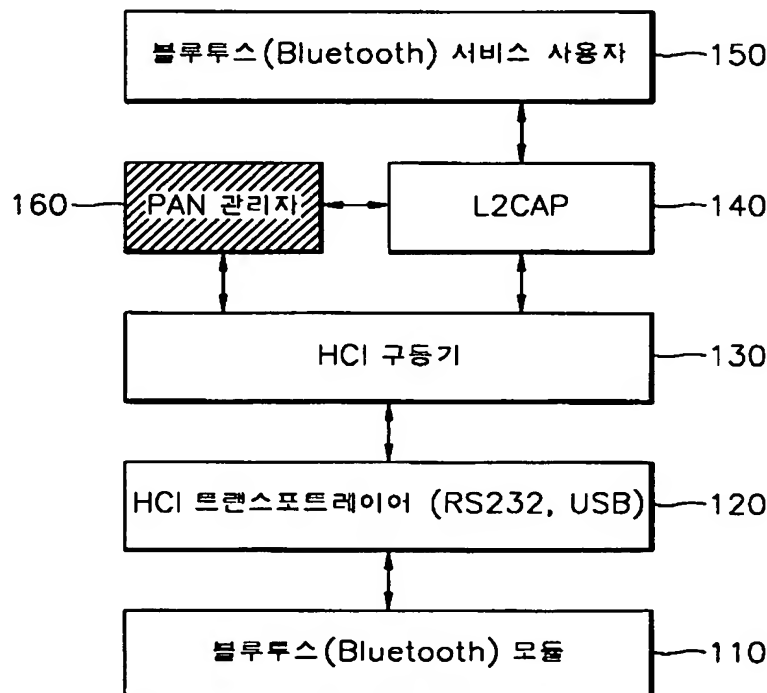 블루투스(Bluetooth) 서비스 사용자 150
160 PAN 관리자 L2CAP 140
HCI 구동기 130
HCI 트랜스포트레이어 (RS232, USB) 120
블루투스(Bluetooth) 모듈 110